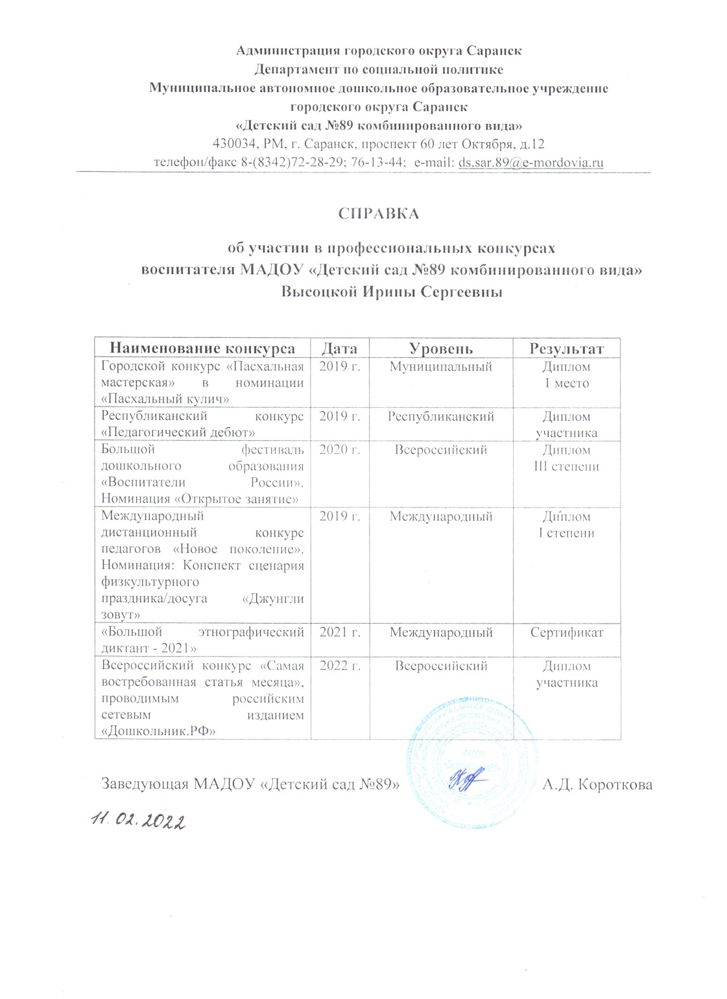 Администрация городского округа Саранск
Департамент по социальной политике
Муниципальное автономное дошкольное образовательное учреждение
городского округа Саранск
«Детский сад №89 комбинированного вида»
430034, РМ, г. Саранск, проспект 60 лет Октября, д.12
телефон/факс 8-(8342)72-28-29; 76-13-44; e-mail: ds.sar.89@e-mordovia.ru
СПРАВКА
об участии в профессиональных конкурсах
воспитателя МАДОУ «Детский сад №89 комбинированного вида»
Высоцкой Ирины Сергеевны
Наименование конкурса Дата Уровень Результат
Городской конкурс «Пасхальная 2019 г. Муниципальный Диплом
мастерская» в номинации 1 место
«Пасхальный кулич»
Республиканский конкурс 2019 г. Республиканский Диплом
«Педагогический дебют» участника
Большой фестиваль 2020 г. Всероссийский Диплом
дошкольного образования III степени
«Воспитатели России».
Номинация «Открытое занятие»
Международный 2019 г. Международный Диплом
дистанционный конкурс I степени
педагогов «Новое поколение».
Номинация: Конспект сценария
физкультурного
праздника/досуга «Джунгли
зовут»
«Большой этнографический 2021 г. Международный Сертификат
диктант - 2021»
Всероссийский конкурс «Самая 2022 г. Всероссийский Диплом
востребованная статья месяца», участника
проводимым российским
сетевым изданием
«Дошкольник.РФ»
Заведующая МАДОУ «Детский сад №89» А.Д. Короткова
11.02.2022